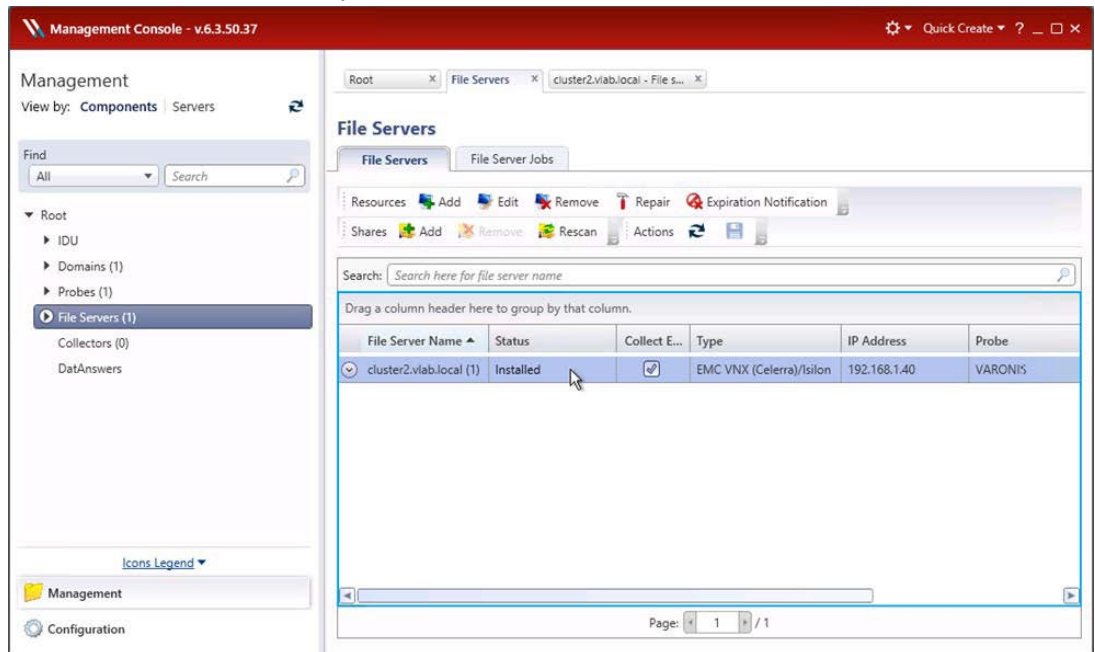 Management Console - v.6.3.50.37
Quick Create ?
Management
View by: Components Servers
Find
All Search
Root
IDU
Domains (1)
Probes (1)
File Servers (1)
Collectors (0)
DatAnswers
Icons Legend
Management
Configuration
Root x File Servers x cluster2.vlab.local - File s... x
File Servers
File Servers File Server Jobs
Resources Add Edit Remove Repair Expiration Notification
Shares Add Remove Rescan Actions
Search: Search here for file server name
Drag a column header here to group by that column.
File Server Name Status Collect E... Type IP Address Probe
cluster2.vlab.local (1) Installed EMC VNX (Celerra)/Isilon 192.168.1.40 VARONIS
Page: 1 / 1